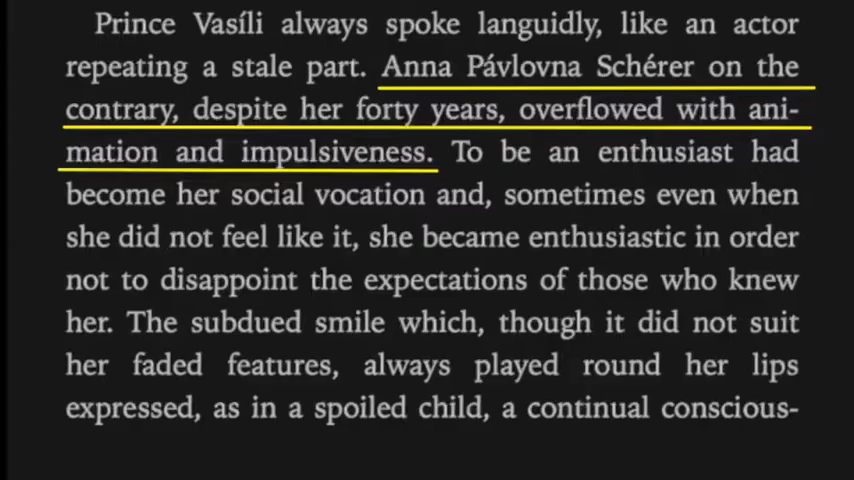 Prince Vasíli always spoke languidly, like an actor
repeating a stale part. Anna Pávlovna Schérer on the
contrary, despite her forty years, overflowed with ani-
mation and impulsiveness. To be an enthusiast had
become her social vocation and, sometimes even when
she did not feel like it, she became enthusiastic in order
not to disappoint the expectations of those who knew
her. The subdued smile which, though it did not suit
her faded features, always played round her lips
expressed, as in a spoiled child, a continual conscious-